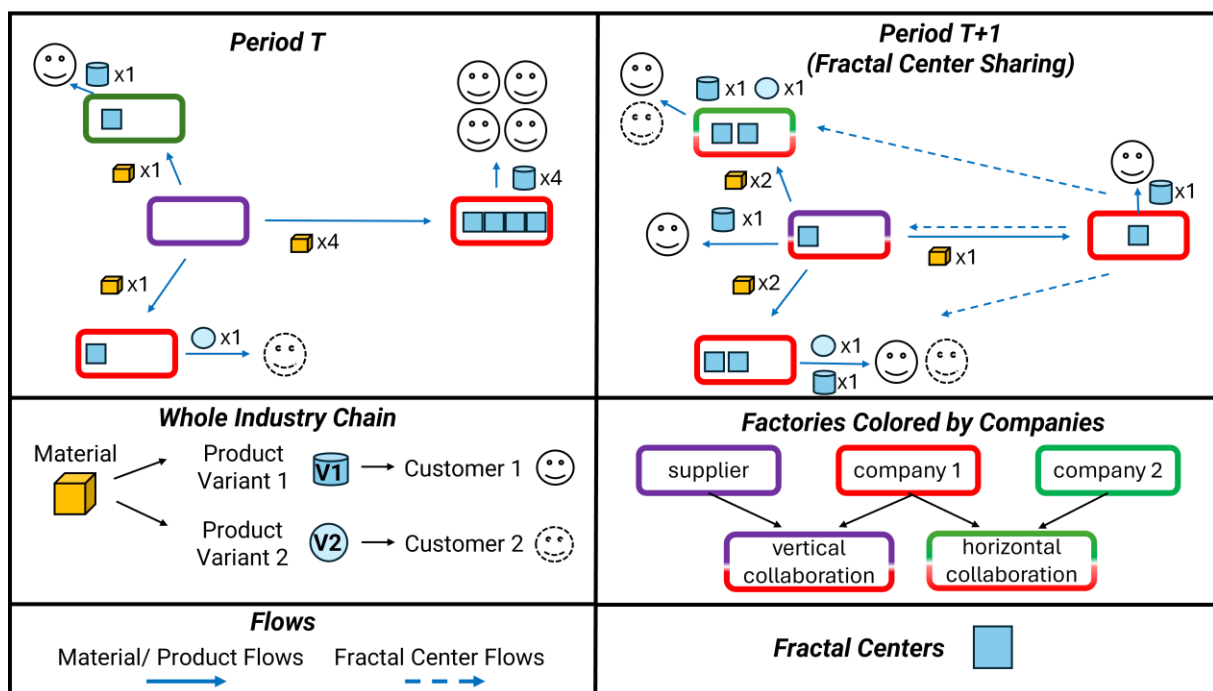 Period T
x1
x1
x4
x4
x1
x1
Period T+1
(Fractal Center Sharing)
x1 x1
x2
x1
x1
x1
x2
x1
x1
Whole Industry Chain
Material
Product
Variant 1
V1
Customer 1
Product
Variant 2
V2
Customer 2
Factories Colored by Companies
supplier
company 1
company 2
vertical
collaboration
horizontal
collaboration
Flows
Material/ Product Flows
Fractal Center Flows
Fractal Centers